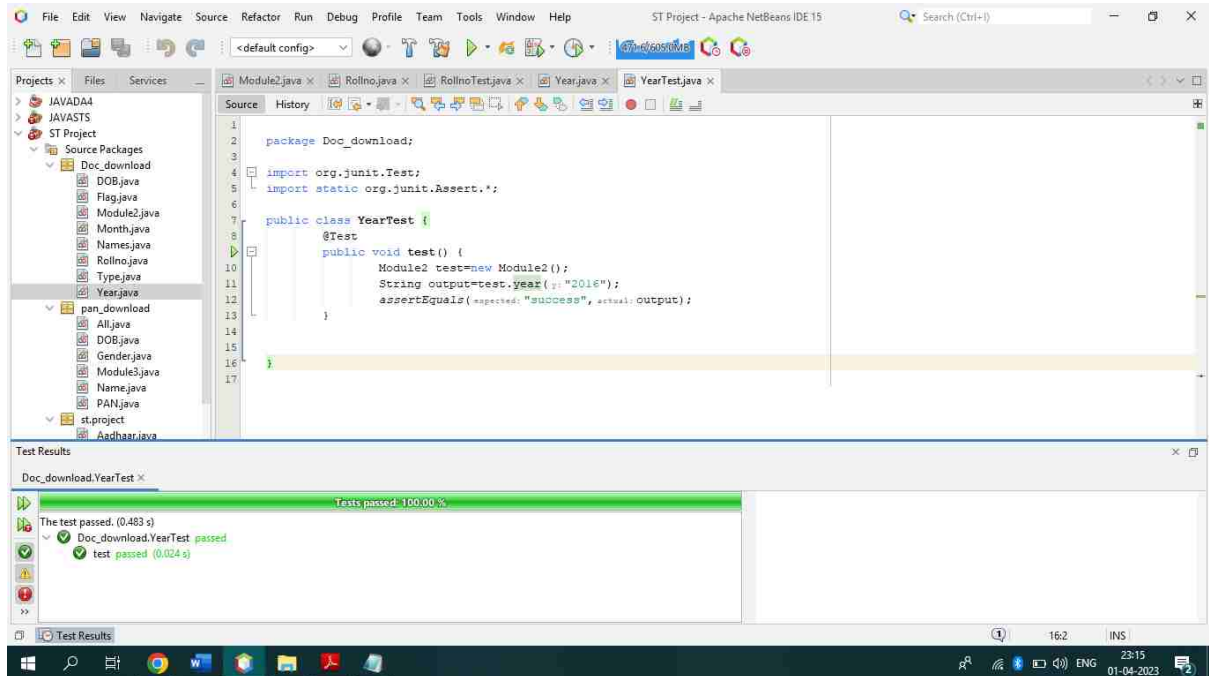 File Edit View Navigate Source Refactor Run Debug Profile Team Tools Window Help ST Project - Apache NetBeans IDE 15 Search (Ctrl+I)
<default config>
Projects Files Services
Module2.java Rollno.java RollnoTest.java Year.java YearTest.java
Source History
JAVADA4
JAVASTS
ST Project
Source Packages
Doc_download
DOB.java
Flag.java
Module2.java
Month.java
Names.java
Rollno.java
Type.java
Year.java
pan_download
All.java
DOB.java
Gender.java
Module3.java
Name.java
PAN.java
st.project
Aadhaar.java
1
2 package Doc_download;
3
4 import org.junit.Test;
5 import static org.junit.Assert.*;
6
7 public class YearTest {
8 @Test
public void test() {
10 Module2 test=new Module2();
11 String output=test.year( y: "2016");
12 assertEquals( expected: "success", actual: output);
13 }
14
15
16 }
17
Test Results
Doc_download.YearTest
Tests passed: 100.00 %
The test passed. (0.483 s)
Doc_download.YearTest passed
test passed (0.024 s)
Test Results
1 16:2 INS
ENG 23:15
01-04-2023
2